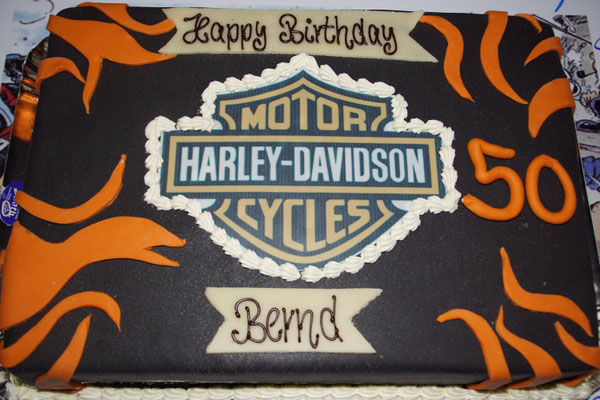 Happy Birthday
MOTOR
HARLEY-DAVIDSON
CYCLES
50
Bernd